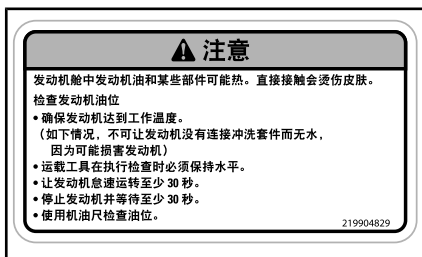 注意
发动机舱中发动机油和某些部件可能热。直接接触会烫伤皮肤。
检查发动机油位
• 确保发动机达到工作温度。
（如下情况，不可让发动机没有连接冲洗套件而无水，
因为可能损害发动机）
• 运载工具在执行检查时必须保持水平。
• 让发动机怠速运转至少 30 秒。
• 停止发动机并等待至少 30 秒。
• 使用机油尺检查油位。
219904829